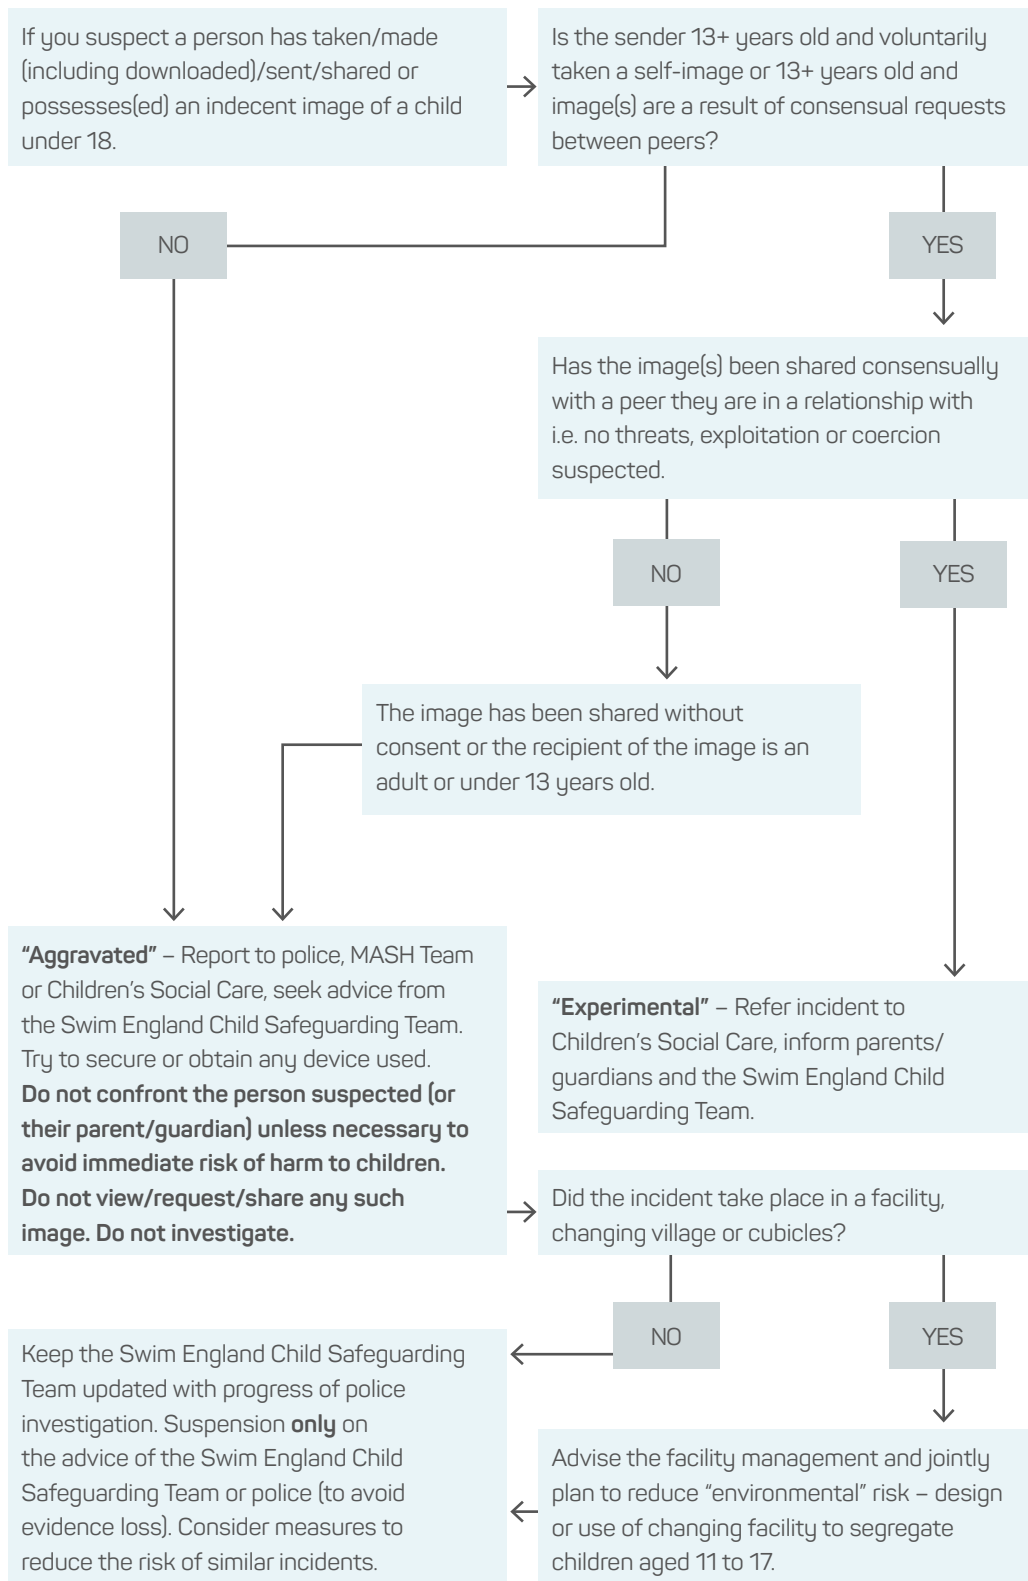 If you suspect a person has taken/made
(including downloaded)/sent/shared or
possesses(ed) an indecent image of a child
under 18.
Is the sender 13+ years old and voluntarily
taken a self-image or 13+ years old and
image(s) are a result of consensual requests
between peers?
NO
YES
Has the image(s) been shared consensually
with a peer they are in a relationship with
i.e. no threats, exploitation or coercion
suspected.
NO
YES
The image has been shared without
consent or the recipient of the image is an
adult or under 13 years old.
“Aggravated” – Report to police, MASH Team
or Children’s Social Care, seek advice from
the Swim England Child Safeguarding Team.
Try to secure or obtain any device used.
Do not confront the person suspected (or
their parent/guardian) unless necessary to
avoid immediate risk of harm to children.
Do not view/request/share any such
image. Do not investigate.
“Experimental” – Refer incident to
Children’s Social Care, inform parents/
guardians and the Swim England Child
Safeguarding Team.
Did the incident take place in a facility,
changing village or cubicles?
NO
YES
Keep the Swim England Child Safeguarding
Team updated with progress of police
investigation. Suspension only on
the advice of the Swim England Child
Safeguarding Team or police (to avoid
evidence loss). Consider measures to
reduce the risk of similar incidents.
Advise the facility management and jointly
plan to reduce “environmental” risk – design
or use of changing facility to segregate
children aged 11 to 17.